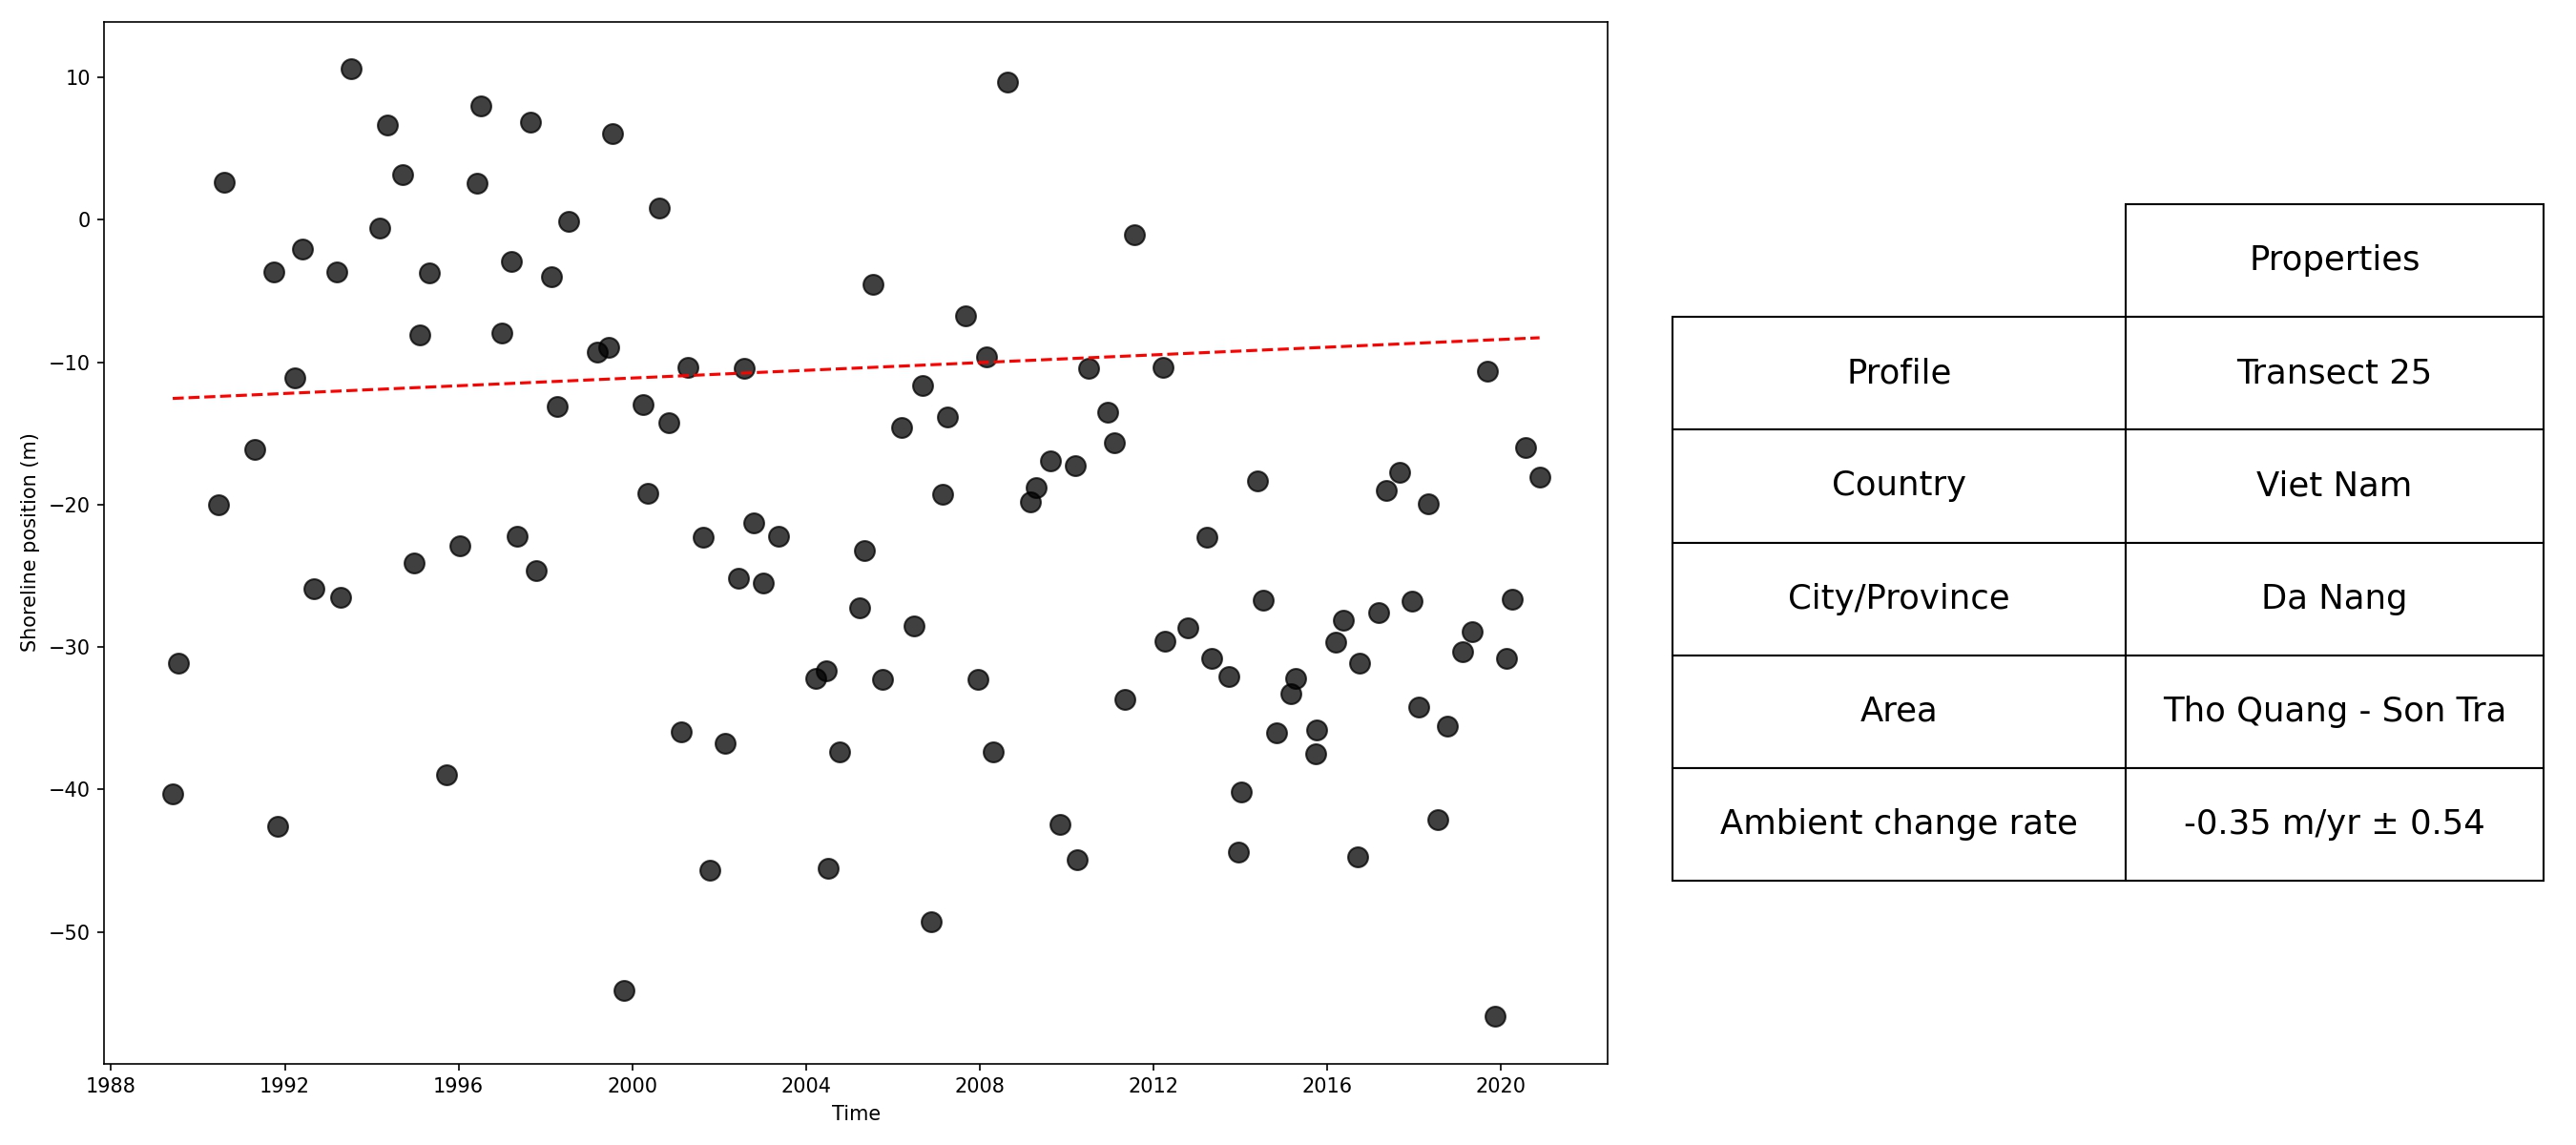 10
0
−10
−20
−30
−40
−50
Shoreline position (m)
1988 1992 1996 2000 2004 2008 2012 2016 2020
Time
Properties
Profile Transect 25
Country Viet Nam
City/Province Da Nang
Area Tho Quang - Son Tra
Ambient change rate -0.35 m/yr ± 0.54